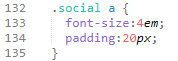 132 .social a {
133 font-size:4em;
134 padding:20px;
135 }